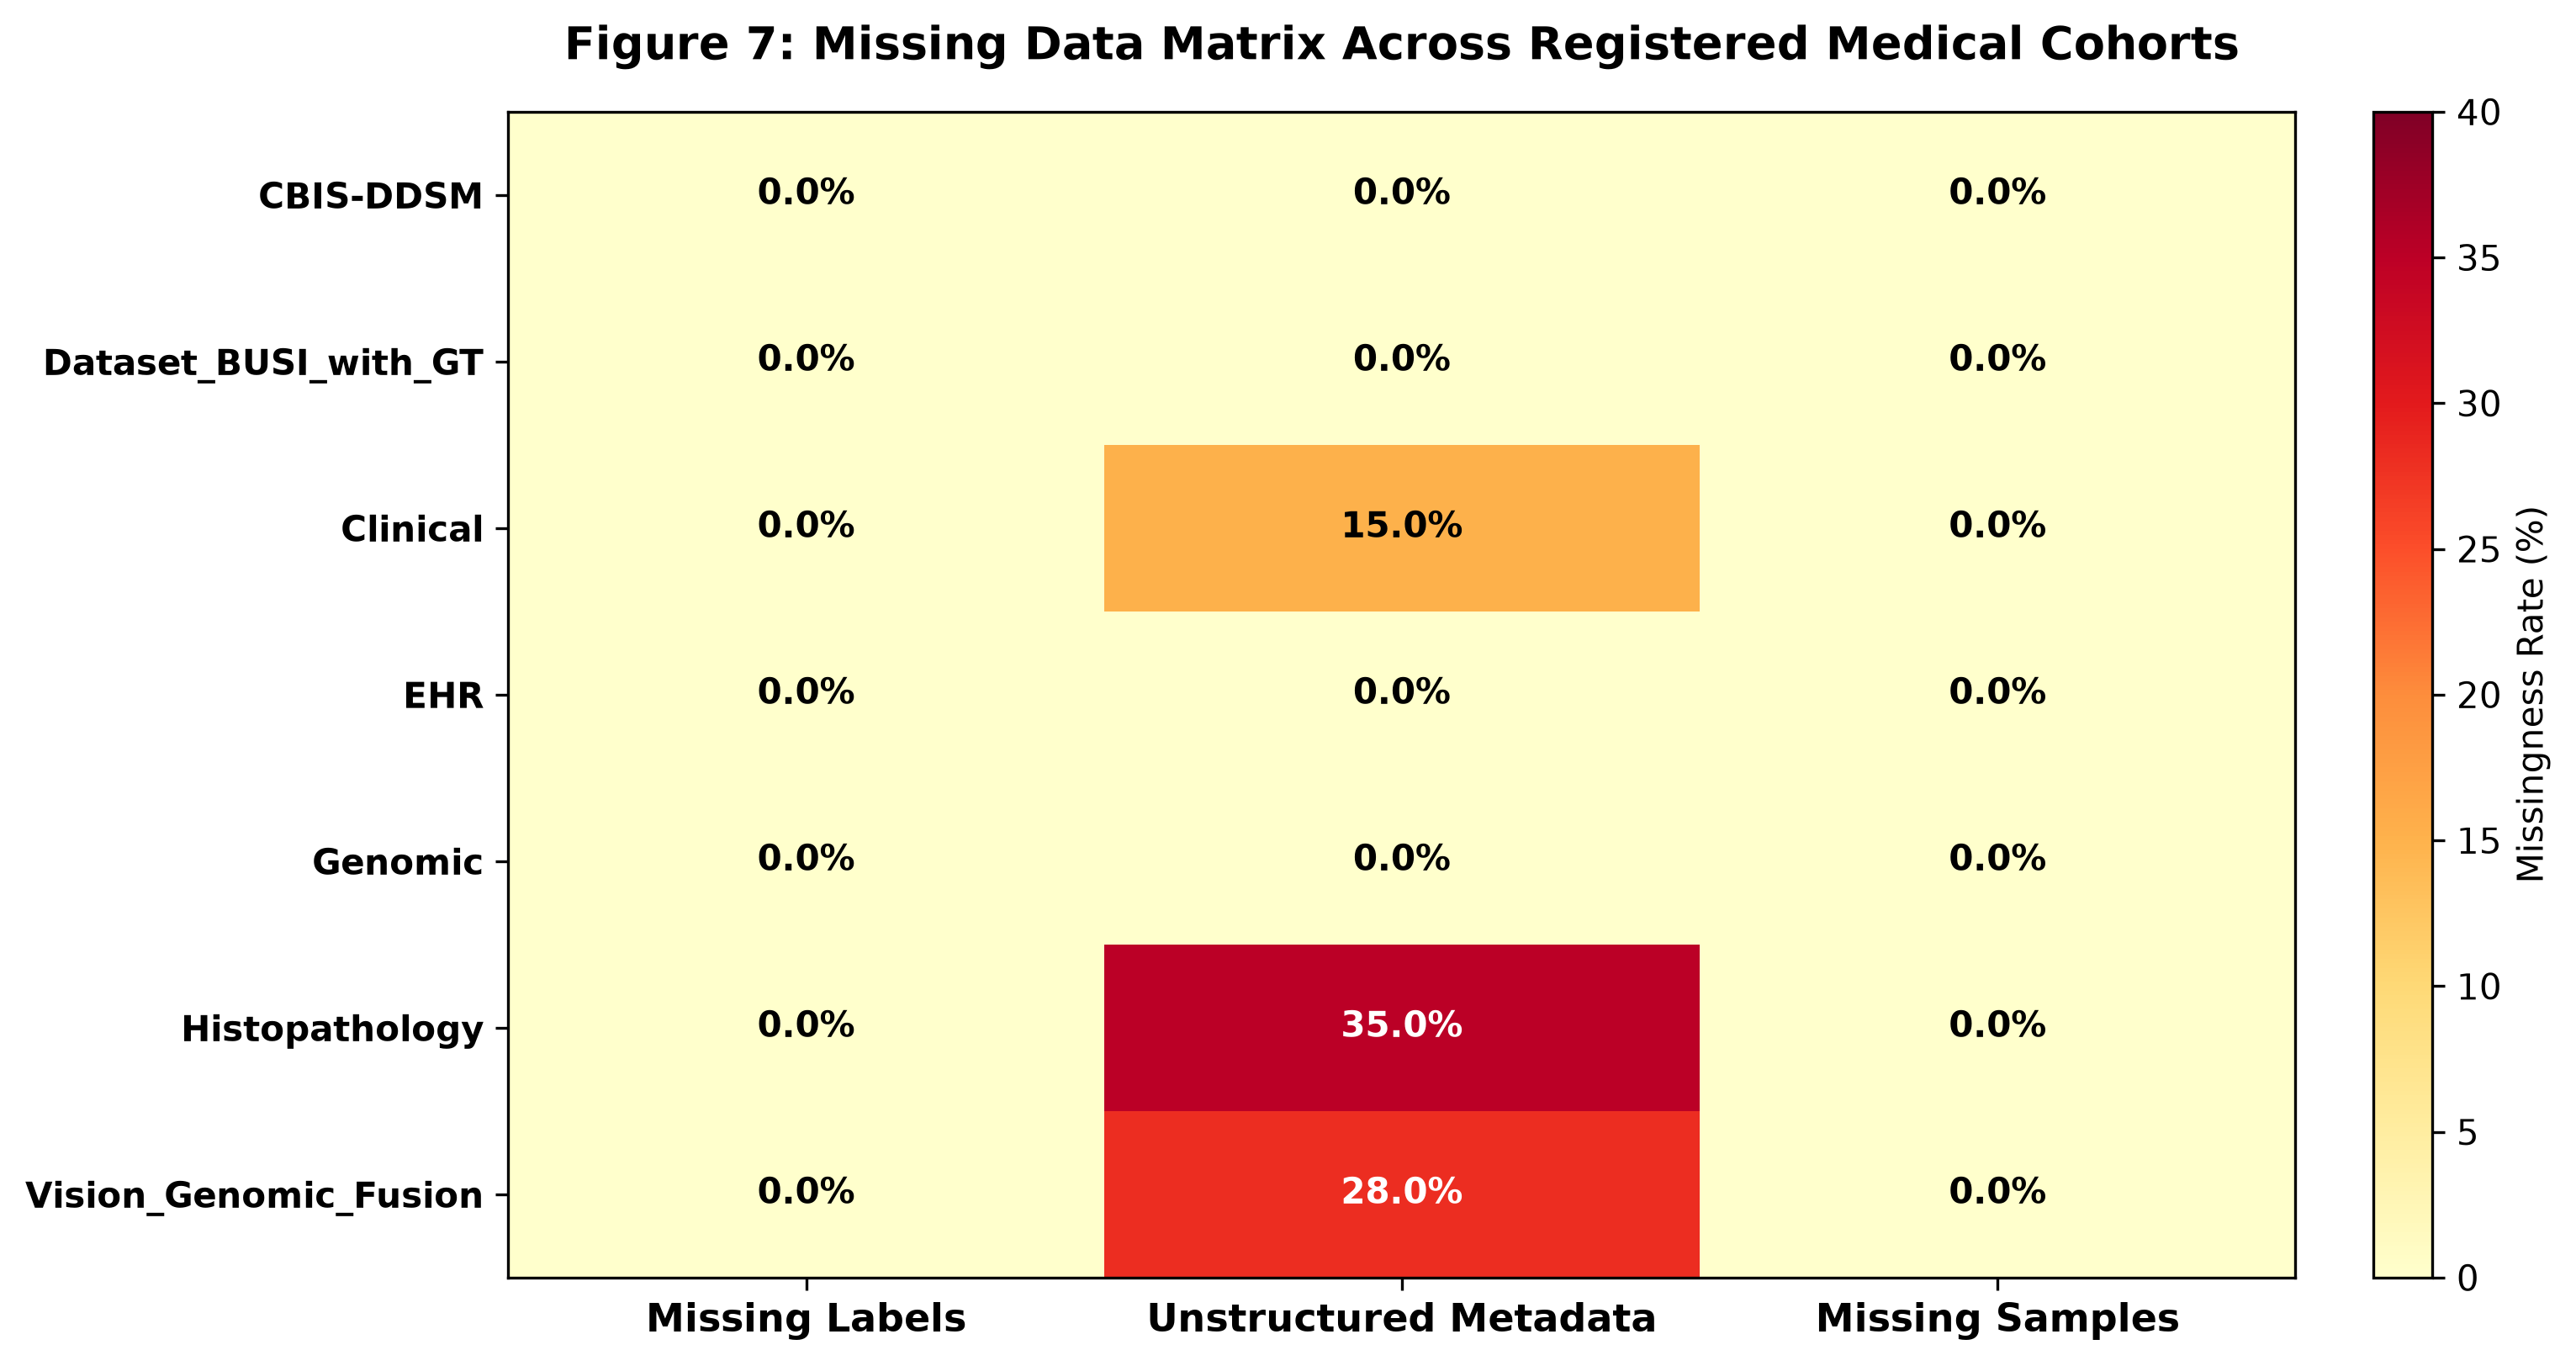 Figure 7: Missing Data Matrix Across Registered Medical Cohorts
CBIS-DDSM 0.0% 0.0% 0.0%
Dataset_BUSI_with_GT 0.0% 0.0% 0.0%
Clinical 0.0% 15.0% 0.0%
EHR 0.0% 0.0% 0.0%
Genomic 0.0% 0.0% 0.0%
Histopathology 0.0% 35.0% 0.0%
Vision_Genomic_Fusion 0.0% 28.0% 0.0%
Missing Labels Unstructured Metadata Missing Samples
40
35
30
25
20
15
10
5
0
Missingness Rate (%)